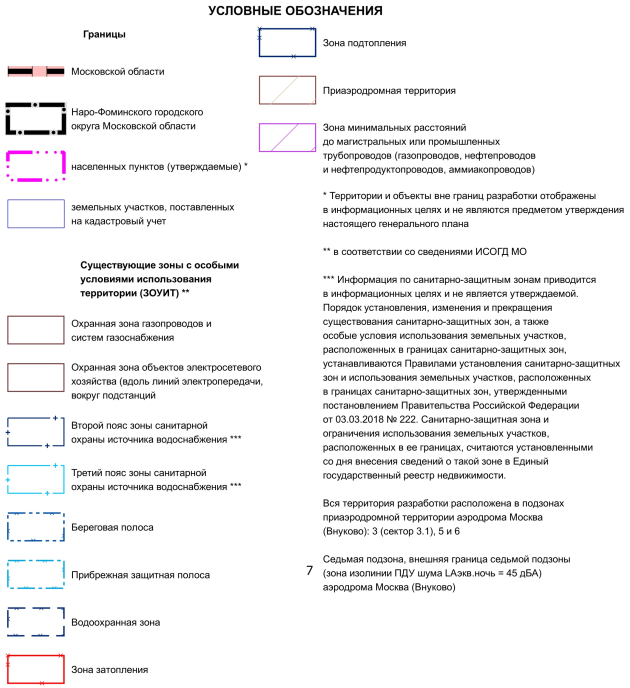 УСЛОВНЫЕ ОБОЗНАЧЕНИЯ
Границы
Московской области
Наро-Фоминского городского
округа Московской области
населенных пунктов (утверждаемые) *
земельных участков, поставленных
на кадастровый учет
Существующие зоны с особыми
условиями использования
территории (ЗОУИТ) **
Охранная зона газопроводов и
систем газоснабжения
Охранная зона объектов электросетевого
хозяйства (вдоль линий электропередачи,
вокруг подстанций
Второй пояс зоны санитарной
охраны источника водоснабжения ***
Третий пояс зоны санитарной
охраны источника водоснабжения ***
Береговая полоса
Прибрежная защитная полоса
Водоохранная зона
Зона затопления
Зона подтопления
Приаэродромная территория
Зона минимальных расстояний
до магистральных или промышленных
трубопроводов (газопроводов, нефтепроводов
и нефтепродуктопроводов, аммиакопроводов)
* Территории и объекты вне границ разработки отображены
в информационных целях и не являются предметом утверждения
настоящего генерального плана
** в соответствии со сведениями ИСОГД МО
*** Информация по санитарно-защитным зонам приводится
в информационных целях и не является утверждаемой.
Порядок установления, изменения и прекращения
существования санитарно-защитных зон, а также
особые условия использования земельных участков,
расположенных в границах санитарно-защитных зон,
устанавливаются Правилами установления санитарно-защитных
зон и использования земельных участков, расположенных
в границах санитарно-защитных зон, утвержденными
постановлением Правительства Российской Федерации
от 03.03.2018 № 222. Санитарно-защитная зона и
ограничения использования земельных участков,
расположенных в ее границах, считаются установленными
со дня внесения сведений о такой зоне в Единый
государственный реестр недвижимости.
Вся территория разработки расположена в подзонах
приаэродромной территории аэродрома Москва
(Внуково): 3 (сектор 3.1), 5 и 6
7 Седьмая подзона, внешняя граница седьмой подзоны
(зона изолинии ПДУ шума LAэкв.ночь = 45 дБА)
аэродрома Москва (Внуково)